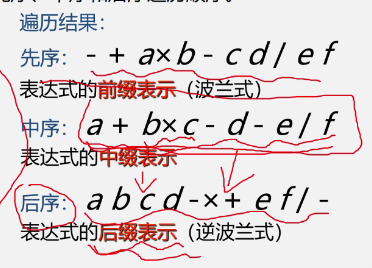 遍历结果：
先序： - + a × b - c d / e f
表达式的前缀表示（波兰式）
中序： a + b × c - d - e / f
表达式的中缀表示
后序： a b c d - × + e f / -
表达式的后缀表示（逆波兰式）